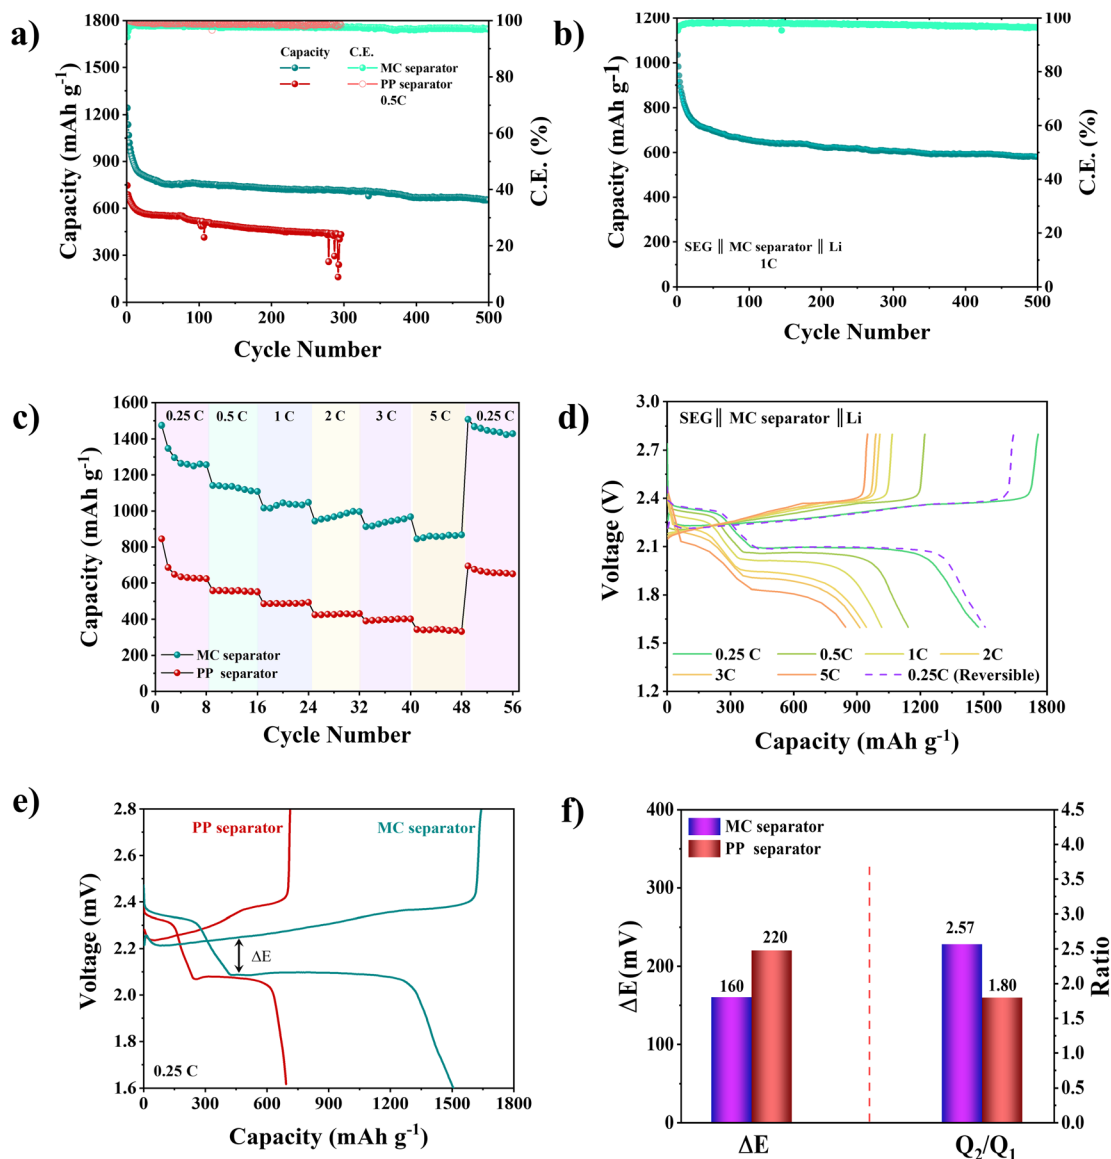 a)
Capacity (mAh g-1)
1800
1500
1200
900
600
300
0
Capacity C.E.
MC separator
PP separator
0.5C
100
80
60
40
20
0
C.E. (%)
0 100 200 300 400 500
Cycle Number
b)
Capacity (mAh g-1)
1200
1000
800
600
400
200
0
SEG ‖ MC separator ‖ Li
1C
100
80
60
40
20
0
C.E. (%)
0 100 200 300 400 500
Cycle Number
c)
Capacity (mAh g-1)
1600
1400
1200
1000
800
600
400
200
0
0.25 C 0.5 C 1 C 2 C 3 C 5 C 0.25 C
MC separator
PP separator
0 8 16 24 32 40 48 56
Cycle Number
d)
SEG‖ MC separator ‖Li
Voltage (V)
3.0
2.7
2.4
2.1
1.8
1.5
1.2
0.25 C 0.5C 1C 2C
3C 5C 0.25C (Reversible)
0 300 600 900 1200 1500 1800
Capacity (mAh g-1)
e)
Voltage (mV)
2.8
2.6
2.4
2.2
2.0
1.8
1.6
PP separator MC separator
ΔE
0.25 C
0 300 600 900 1200 1500 1800
Capacity (mAh g-1)
f)
ΔE(mV)
400
300
200
100
0
MC separator
PP separator
160
220
2.57
1.80
4.5
4.0
3.5
3.0
2.5
2.0
1.5
1.0
0.5
0.0
Ratio
ΔE Q2/Q1